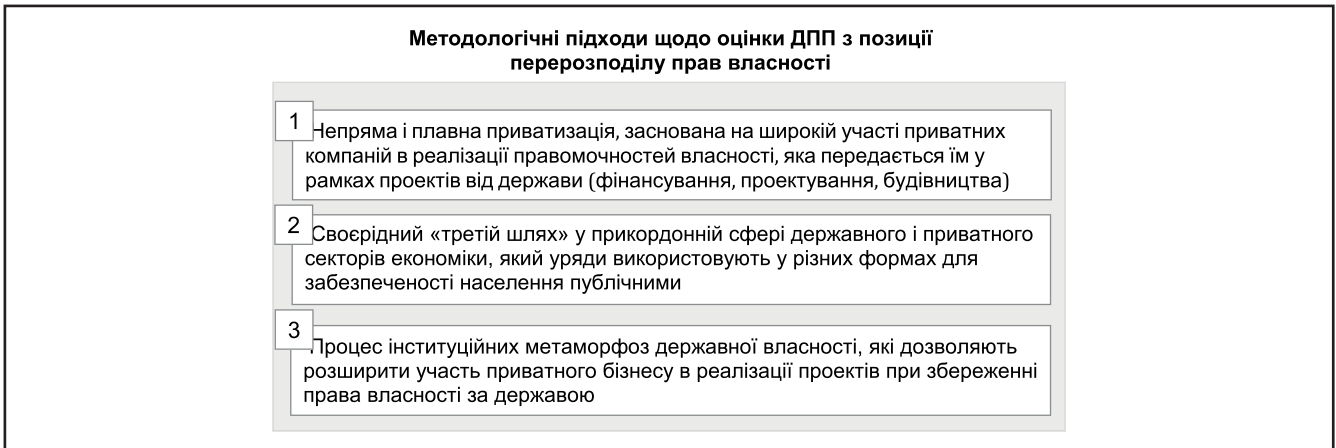 Методологічні підходи щодо оцінки ДПП з позиції
перерозподілу прав власності
1
Непряма і плавна приватизація, заснована на широкій участі приватних
компаній в реалізації правомочностей власності, яка передається їм у
рамках проектів від держави (фінансування, проектування, будівництва)
2
Своєрідний «третій шлях» у прикордонній сфері державного і приватного
секторів економіки, який уряди використовують у різних формах для
забезпеченості населення публічними
3
Процес інституційних метаморфоз державної власності, які дозволяють
розширити участь приватного бізнесу в реалізації проектів при збереженні
права власності за державою